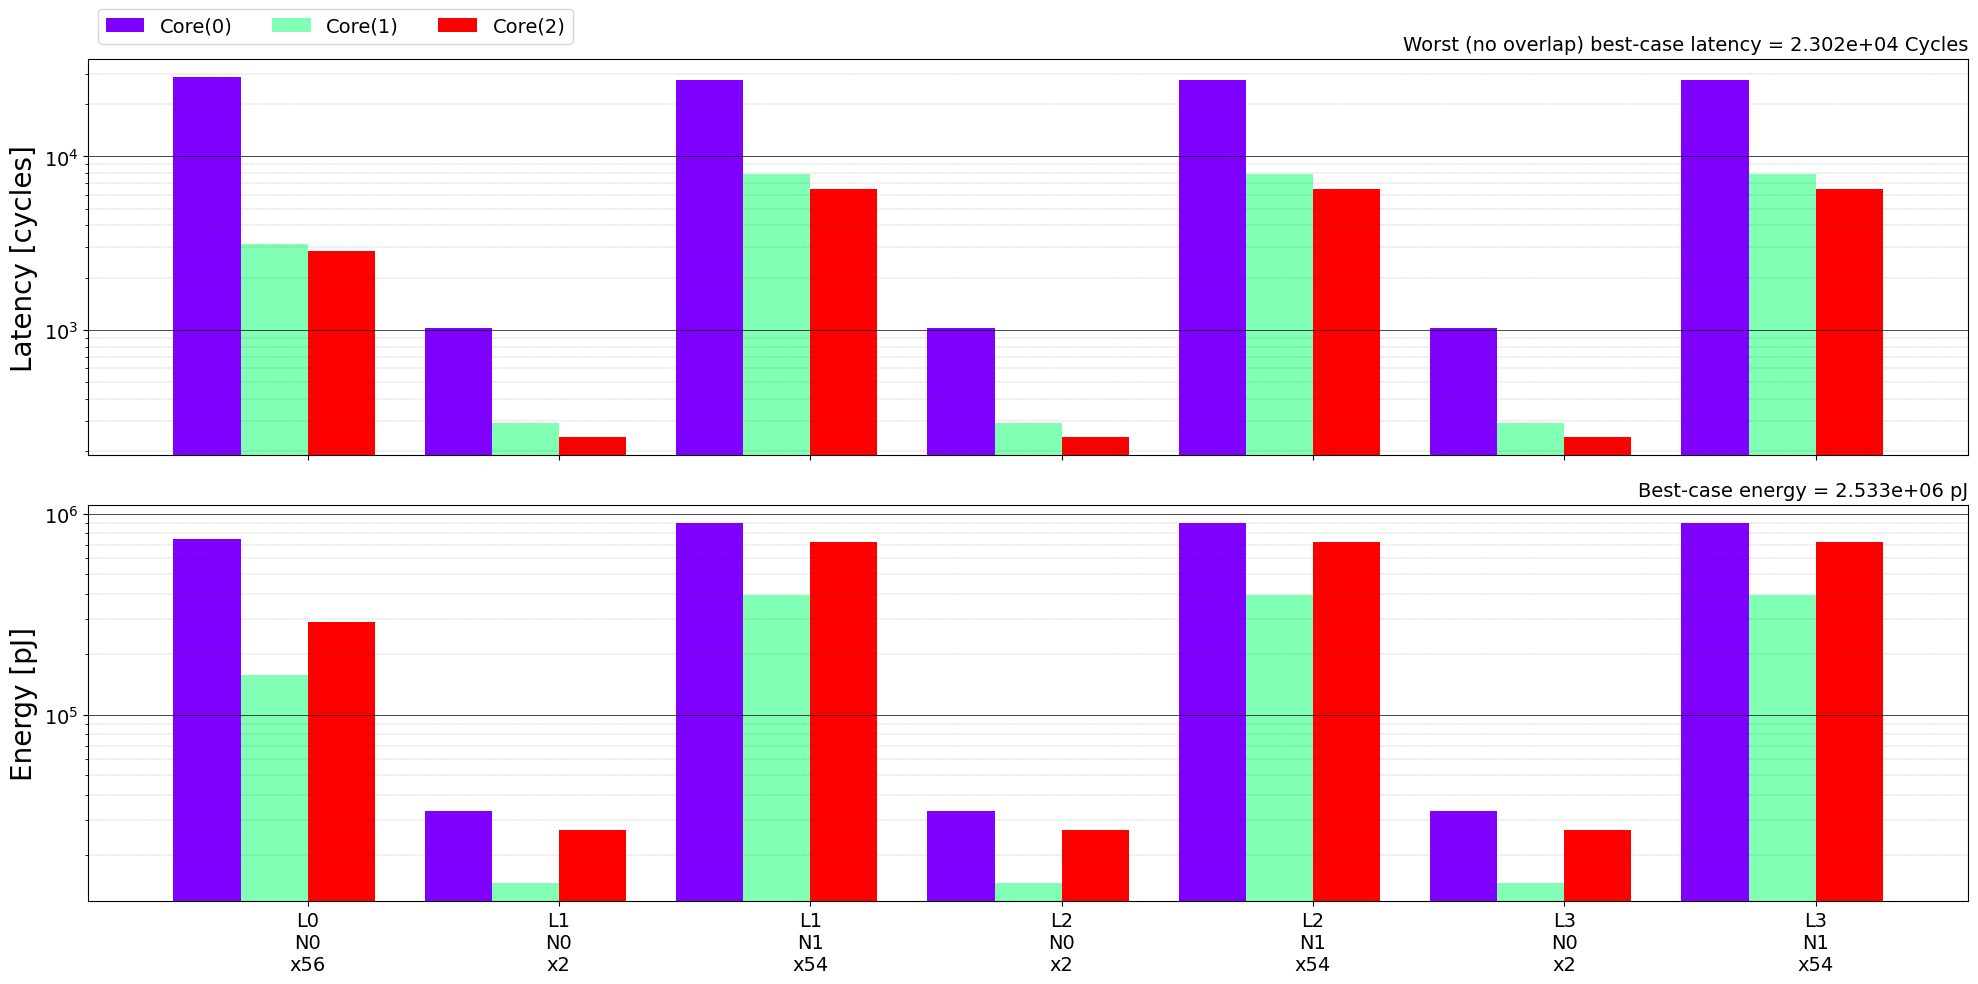 Core(0) Core(1) Core(2)
Worst (no overlap) best-case latency = 2.302e+04 Cycles
Latency [cycles]
10⁴
10³
Best-case energy = 2.533e+06 pJ
Energy [pJ]
10⁶
10⁵
L0 L1 L1 L2 L2 L3 L3
N0 N0 N1 N0 N1 N0 N1
x56 x2 x54 x2 x54 x2 x54